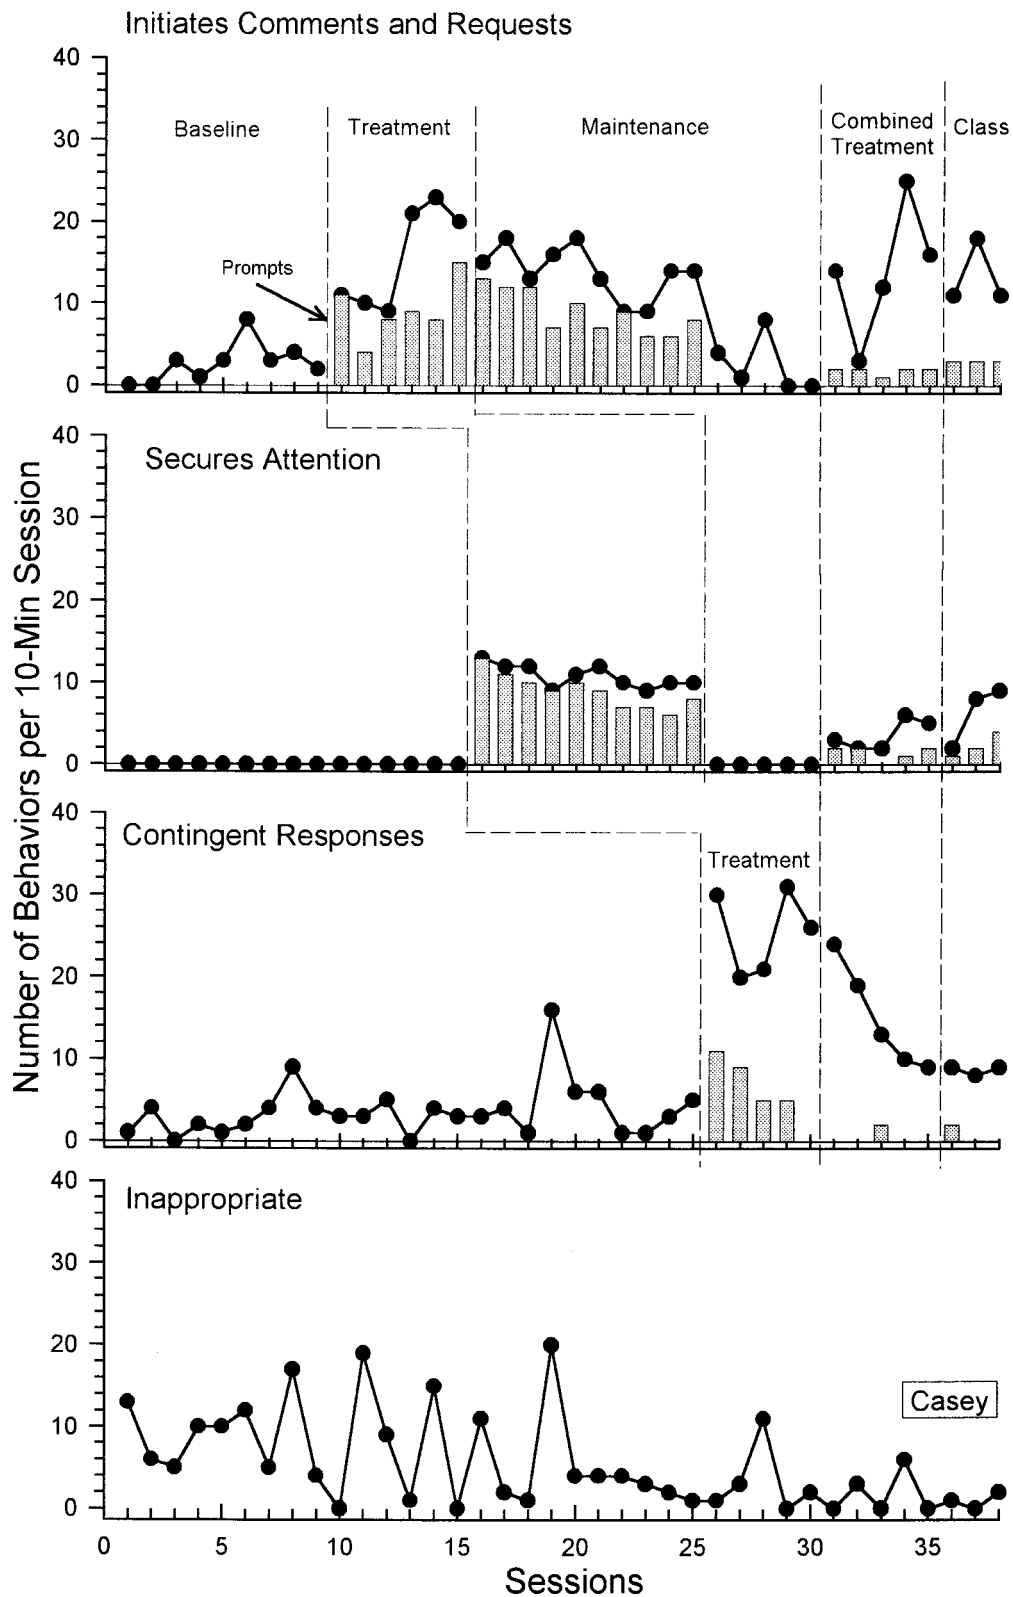 Initiates Comments and Requests
40
30
20
10
0
Baseline
Treatment
Maintenance
Combined
Treatment
Class
Prompts
Secures Attention
40
30
20
10
0
Number of Behaviors per 10-Min Session
Contingent Responses
40
30
20
10
0
Treatment
Inappropriate
40
30
20
10
0
Casey
0 5 10 15 20 25 30 35
Sessions